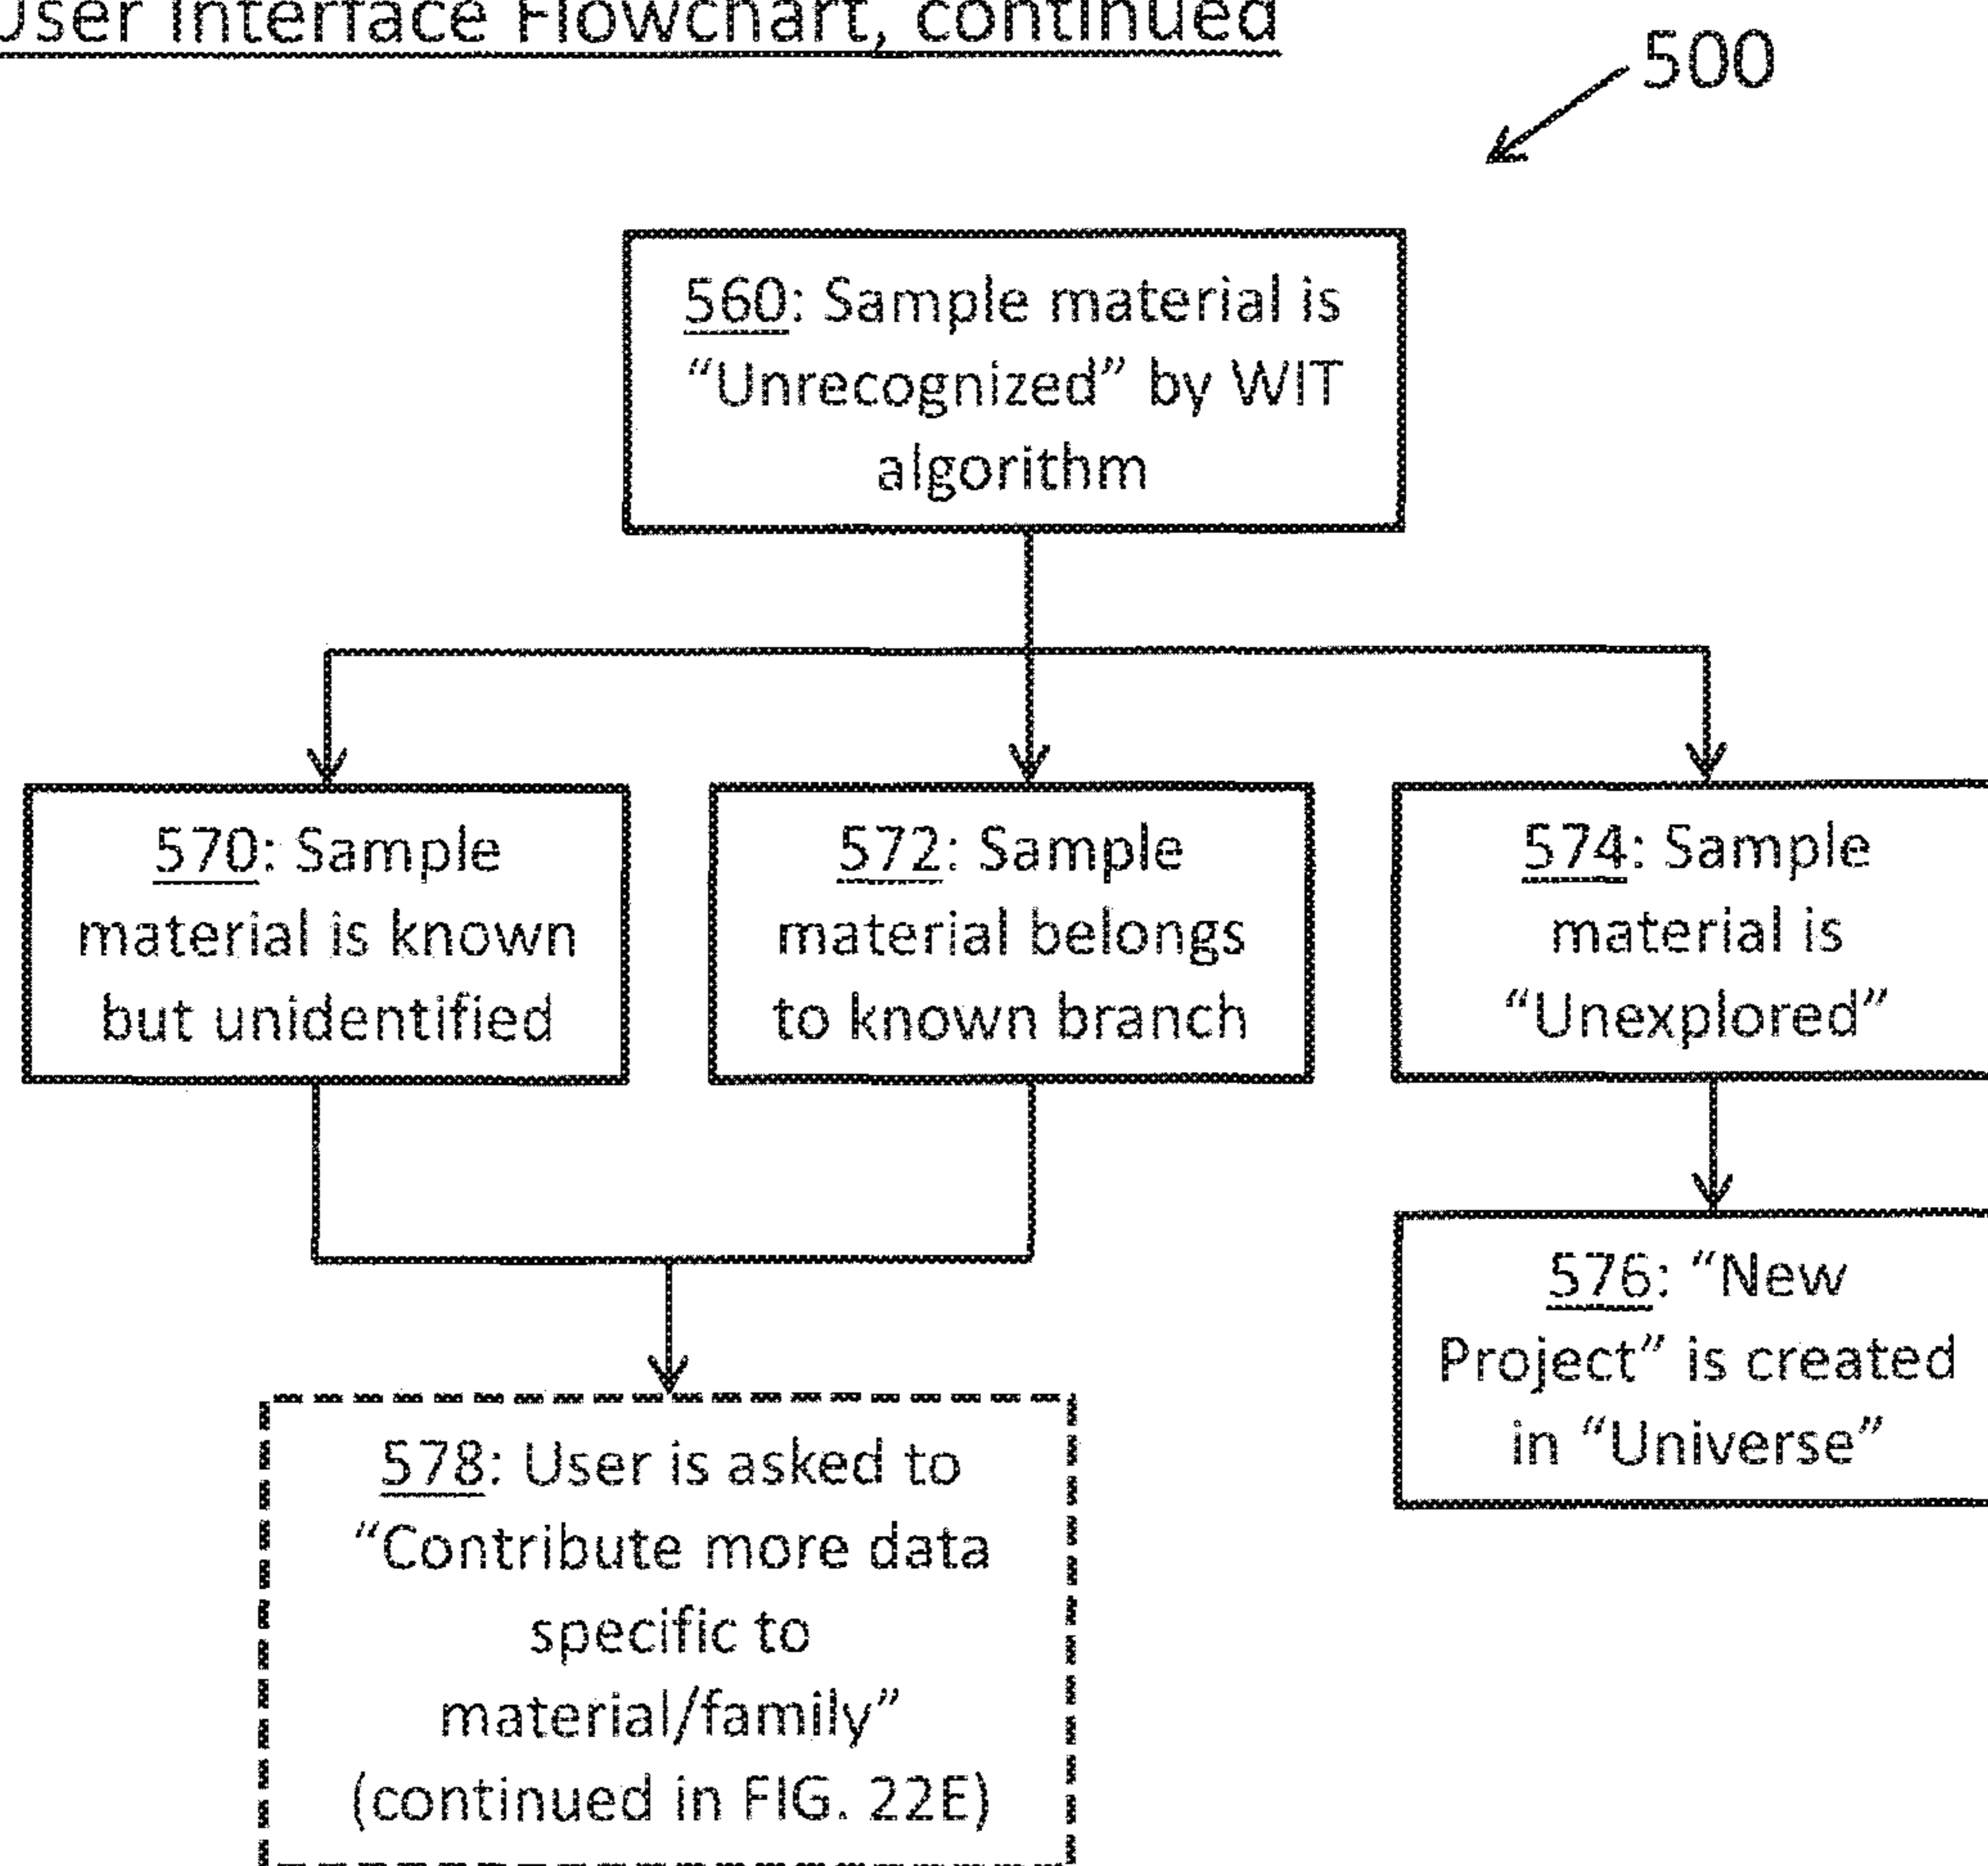 User Interface Flowchart, continued
500
560: Sample material is
“Unrecognized” by WIT
algorithm
570: Sample
material is known
but unidentified
572: Sample
material belongs
to known branch
574: Sample
material is
“Unexplored”
576: “New
Project” is created
in “Universe”
578: User is asked to
“Contribute more data
specific to
material/family”
(continued in FIG. 22E)